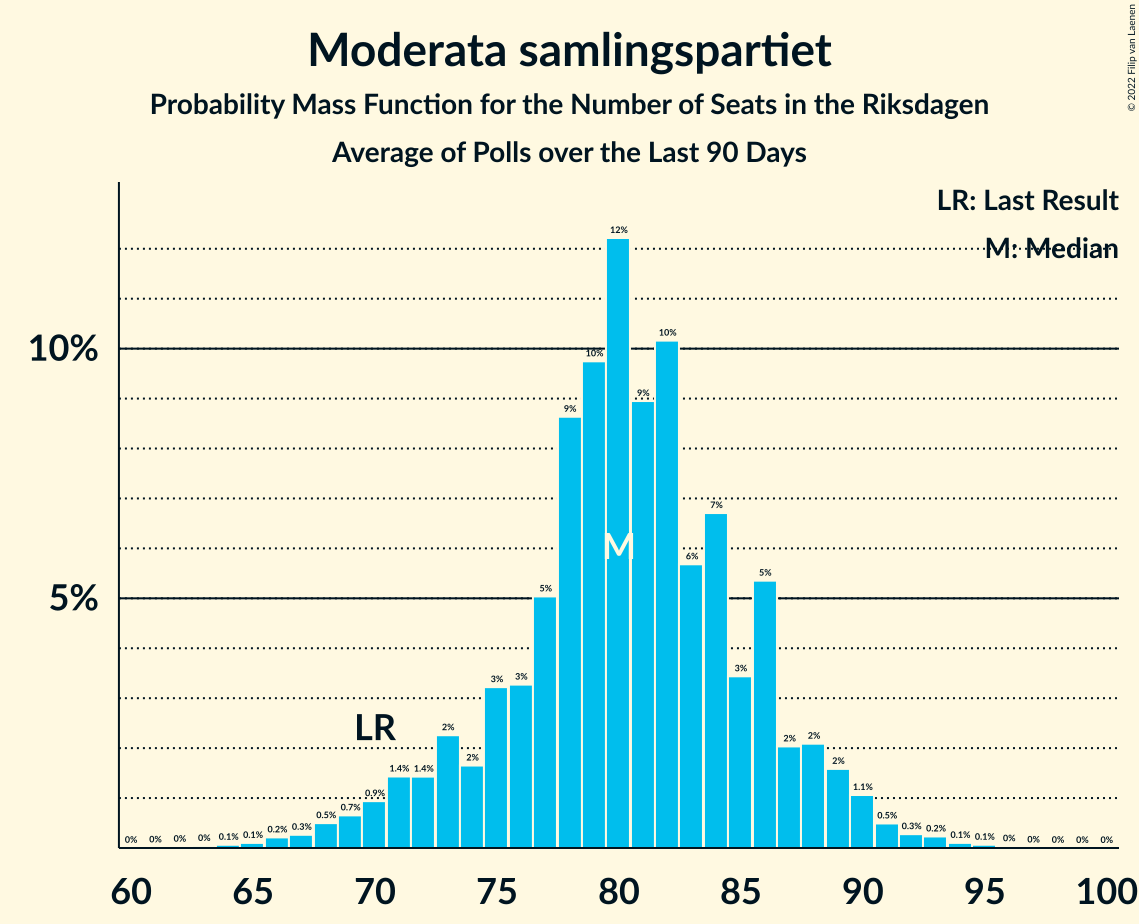 © 2022 Filip van Laenen
Moderata samlingspartiet
Probability Mass Function for the Number of Seats in the Riksdagen
Average of Polls over the Last 90 Days
LR: Last Result
M: Median
10%
5%
LR
M
0% 0% 0% 0% 0.1% 0.1% 0.2% 0.3% 0.5% 0.7% 0.9% 1.4% 1.4% 2% 2% 3% 3% 5% 9% 10% 12% 9% 10% 6% 7% 3% 5% 2% 2% 2% 1.1% 0.5% 0.3% 0.2% 0.1% 0.1% 0% 0% 0% 0% 0%
60 65 70 75 80 85 90 95 100